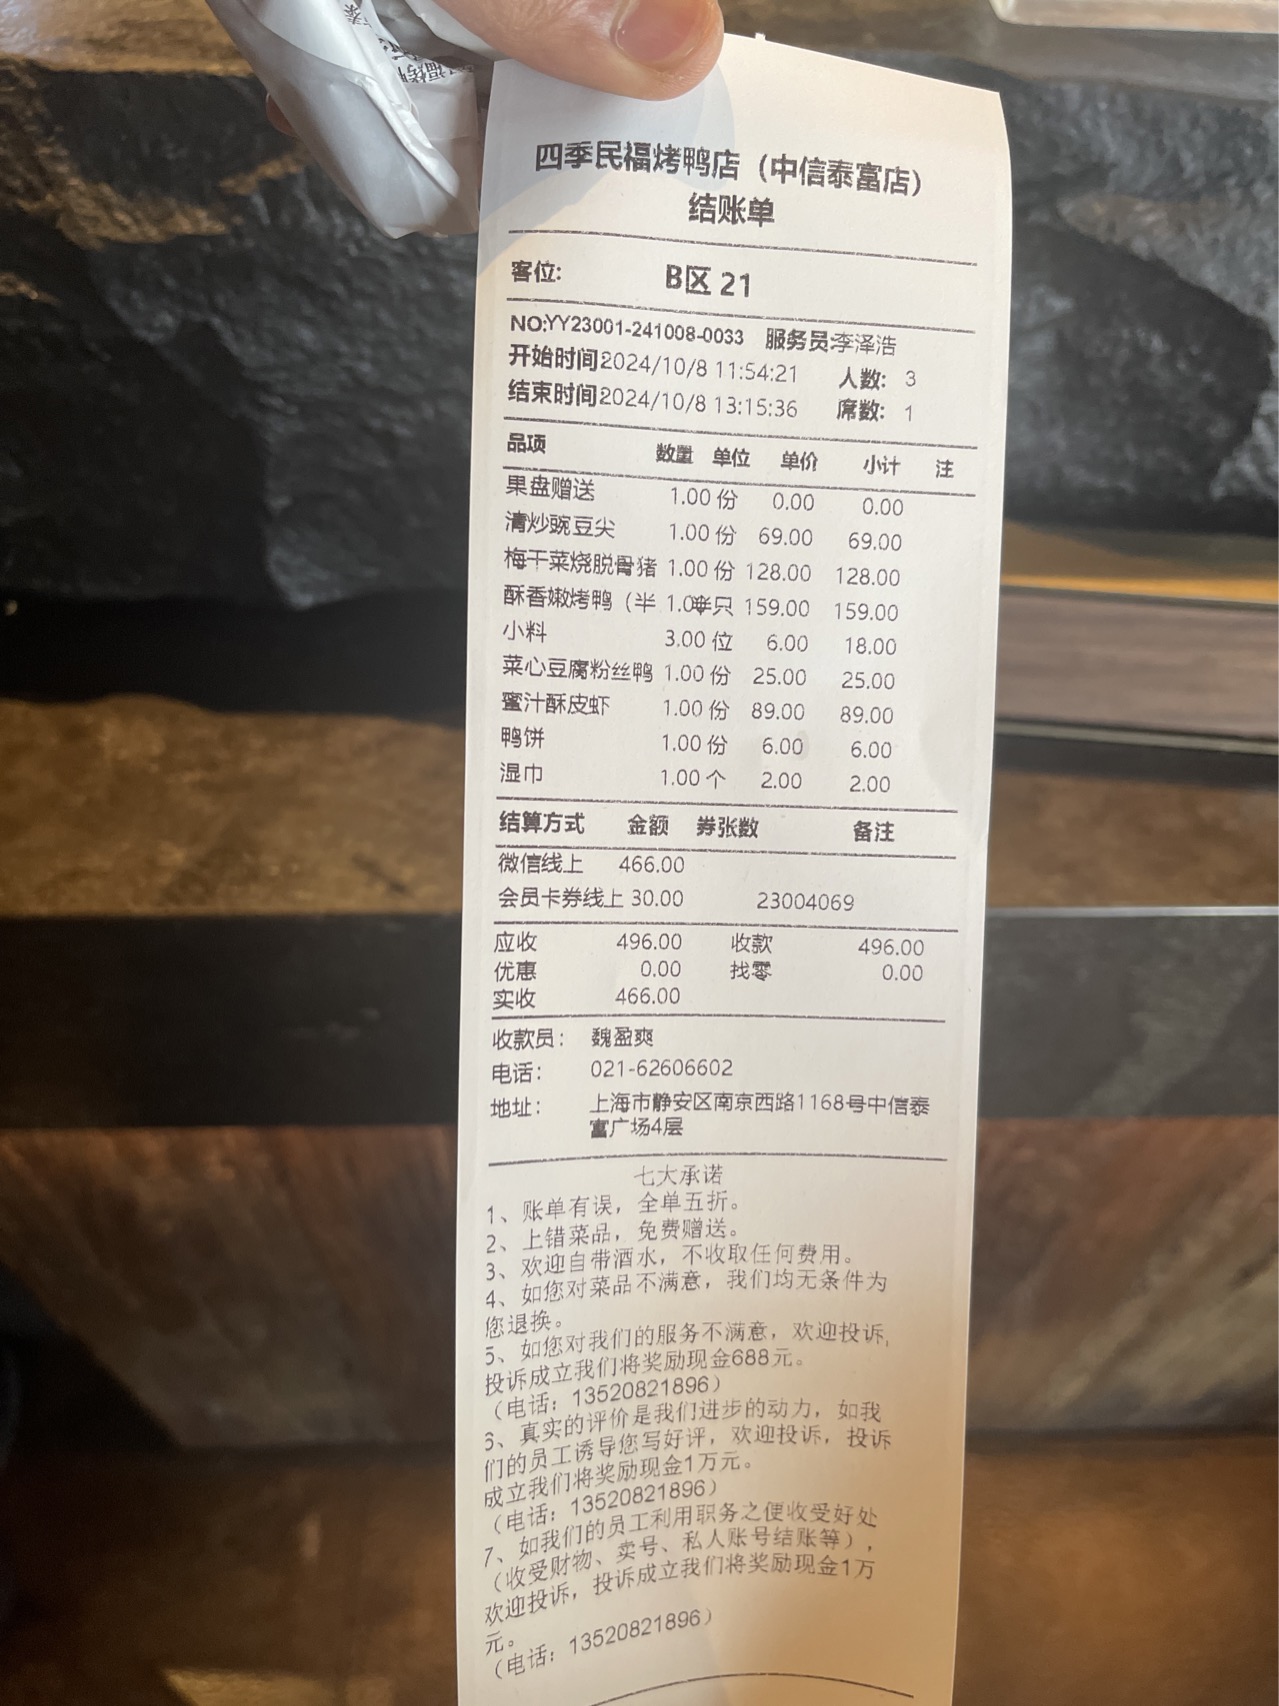 四季民福烤鸭店（中信泰富店）
结账单
客位: B区 21
NO:YY23001-241008-0033 服务员:李泽浩
开始时间2024/10/8 11:54:21 人数: 3
结束时间2024/10/8 13:15:36 席数: 1
品项 数量 单位 单价 小计 注
果盘赠送 1.00 份 0.00 0.00
清炒豌豆尖 1.00 份 69.00 69.00
梅干菜烧脱骨猪 1.00 份 128.00 128.00
酥香嫩烤鸭（半 1.00半只 159.00 159.00
小料 3.00 位 6.00 18.00
菜心豆腐粉丝鸭 1.00 份 25.00 25.00
蜜汁酥皮虾 1.00 份 89.00 89.00
鸭饼 1.00 份 6.00 6.00
湿巾 1.00 个 2.00 2.00
结算方式 金额 券张数 备注
微信线上 466.00
会员卡券线上 30.00 23004069
应收 496.00 收款 496.00
优惠 0.00 找零 0.00
实收 466.00
收款员: 魏盈爽
电话: 021-62606602
地址: 上海市静安区南京西路1168号中信泰
富广场4层
七大承诺
1、账单有误，全单五折。
2、上错菜品，免费赠送。
3、欢迎自带酒水，不收取任何费用。
4、如您对菜品不满意，我们均无条件为
您退换。
5、如您对我们的服务不满意，欢迎投诉，
投诉成立我们将奖励现金688元。
（电话：13520821896）
6、真实的评价是我们进步的动力，如我
们的员工诱导您写好评，欢迎投诉，投诉
成立我们将奖励现金1万元。
（电话：13520821896）
7、如我们的员工利用职务之便收受好处
（收受财物、卖号、私人账号结账等），
欢迎投诉，投诉成立我们将奖励现金1万
元。
（电话：13520821896）